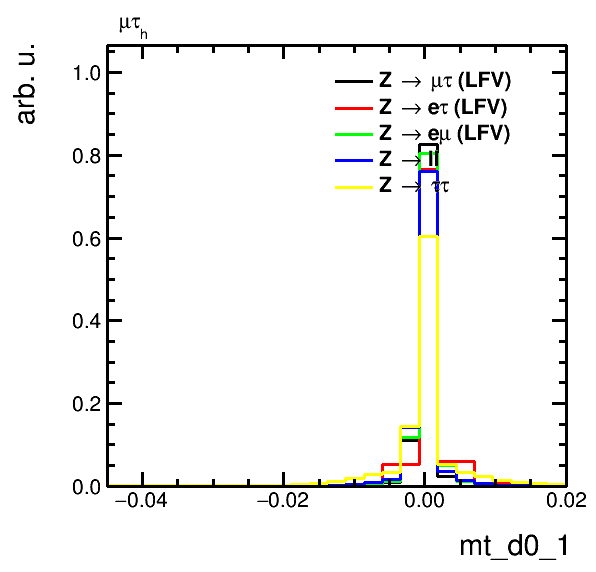 μτh
arb. u.
1.0
0.8
0.6
0.4
0.2
0.0
Z → μτ (LFV)
Z → eτ (LFV)
Z → eμ (LFV)
Z → ll
Z → ττ
−0.04 −0.02 0.00 0.02
mt_d0_1